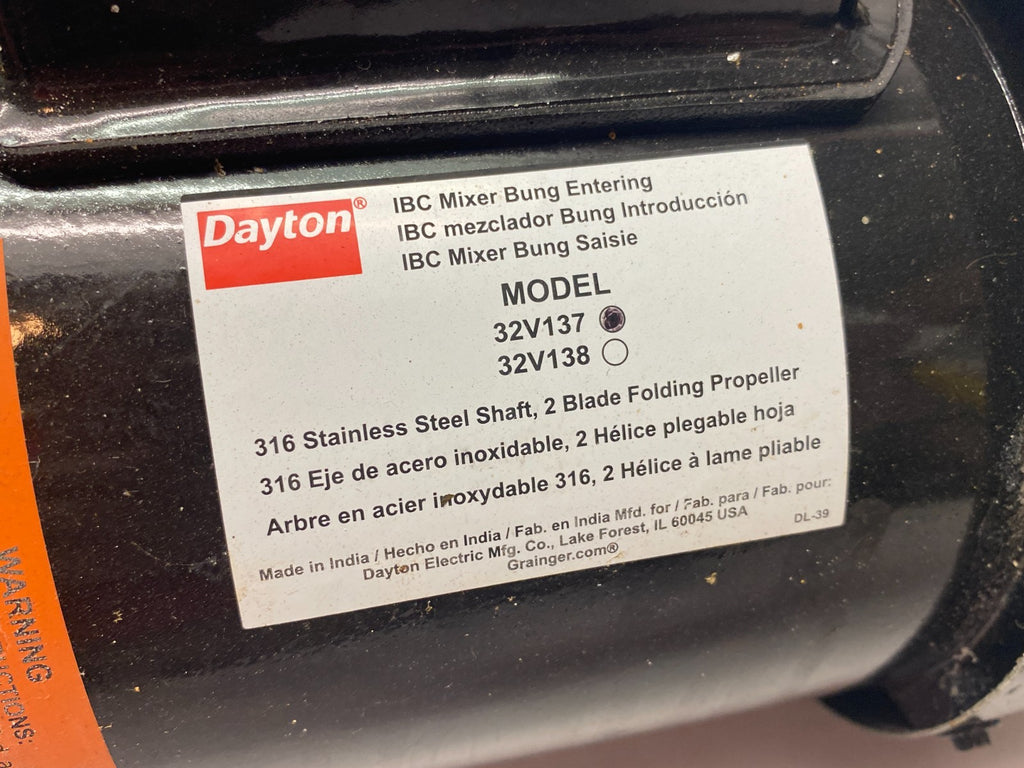 Dayton®
IBC Mixer Bung Entering
IBC mezclador Bung Introducción
IBC Mixer Bung Saisie
MODEL
32V137
32V138
316 Stainless Steel Shaft, 2 Blade Folding Propeller
316 Eje de acero inoxidable, 2 Hélice plegable hoja
Arbre en acier inoxydable 316, 2 Hélice à lame pliable
Made in India / Hecho en India / Fab. en India Mfd. for / Fab. para / Fab. pour:
Dayton Electric Mfg. Co., Lake Forest, IL 60045 USA
Grainger.com®
DL-39
WARNING